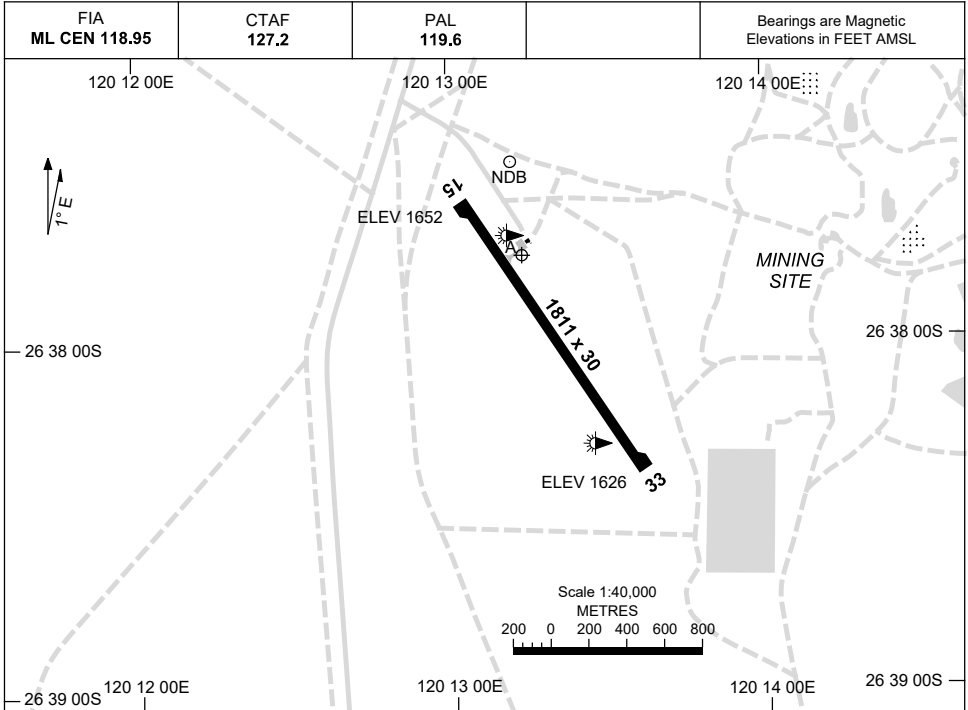 FIA
ML CEN 118.95
CTAF
127.2
PAL
119.6
Bearings are Magnetic
Elevations in FEET AMSL
120 12 00E
120 13 00E
120 14 00E
1° E
NDB
15
ELEV 1652
A
MINING
SITE
1811 x 30
26 38 00S
26 38 00S
ELEV 1626
33
Scale 1:40,000
METRES
200 0 200 400 600 800
26 39 00S
120 12 00E
120 13 00E
120 14 00E
26 39 00S